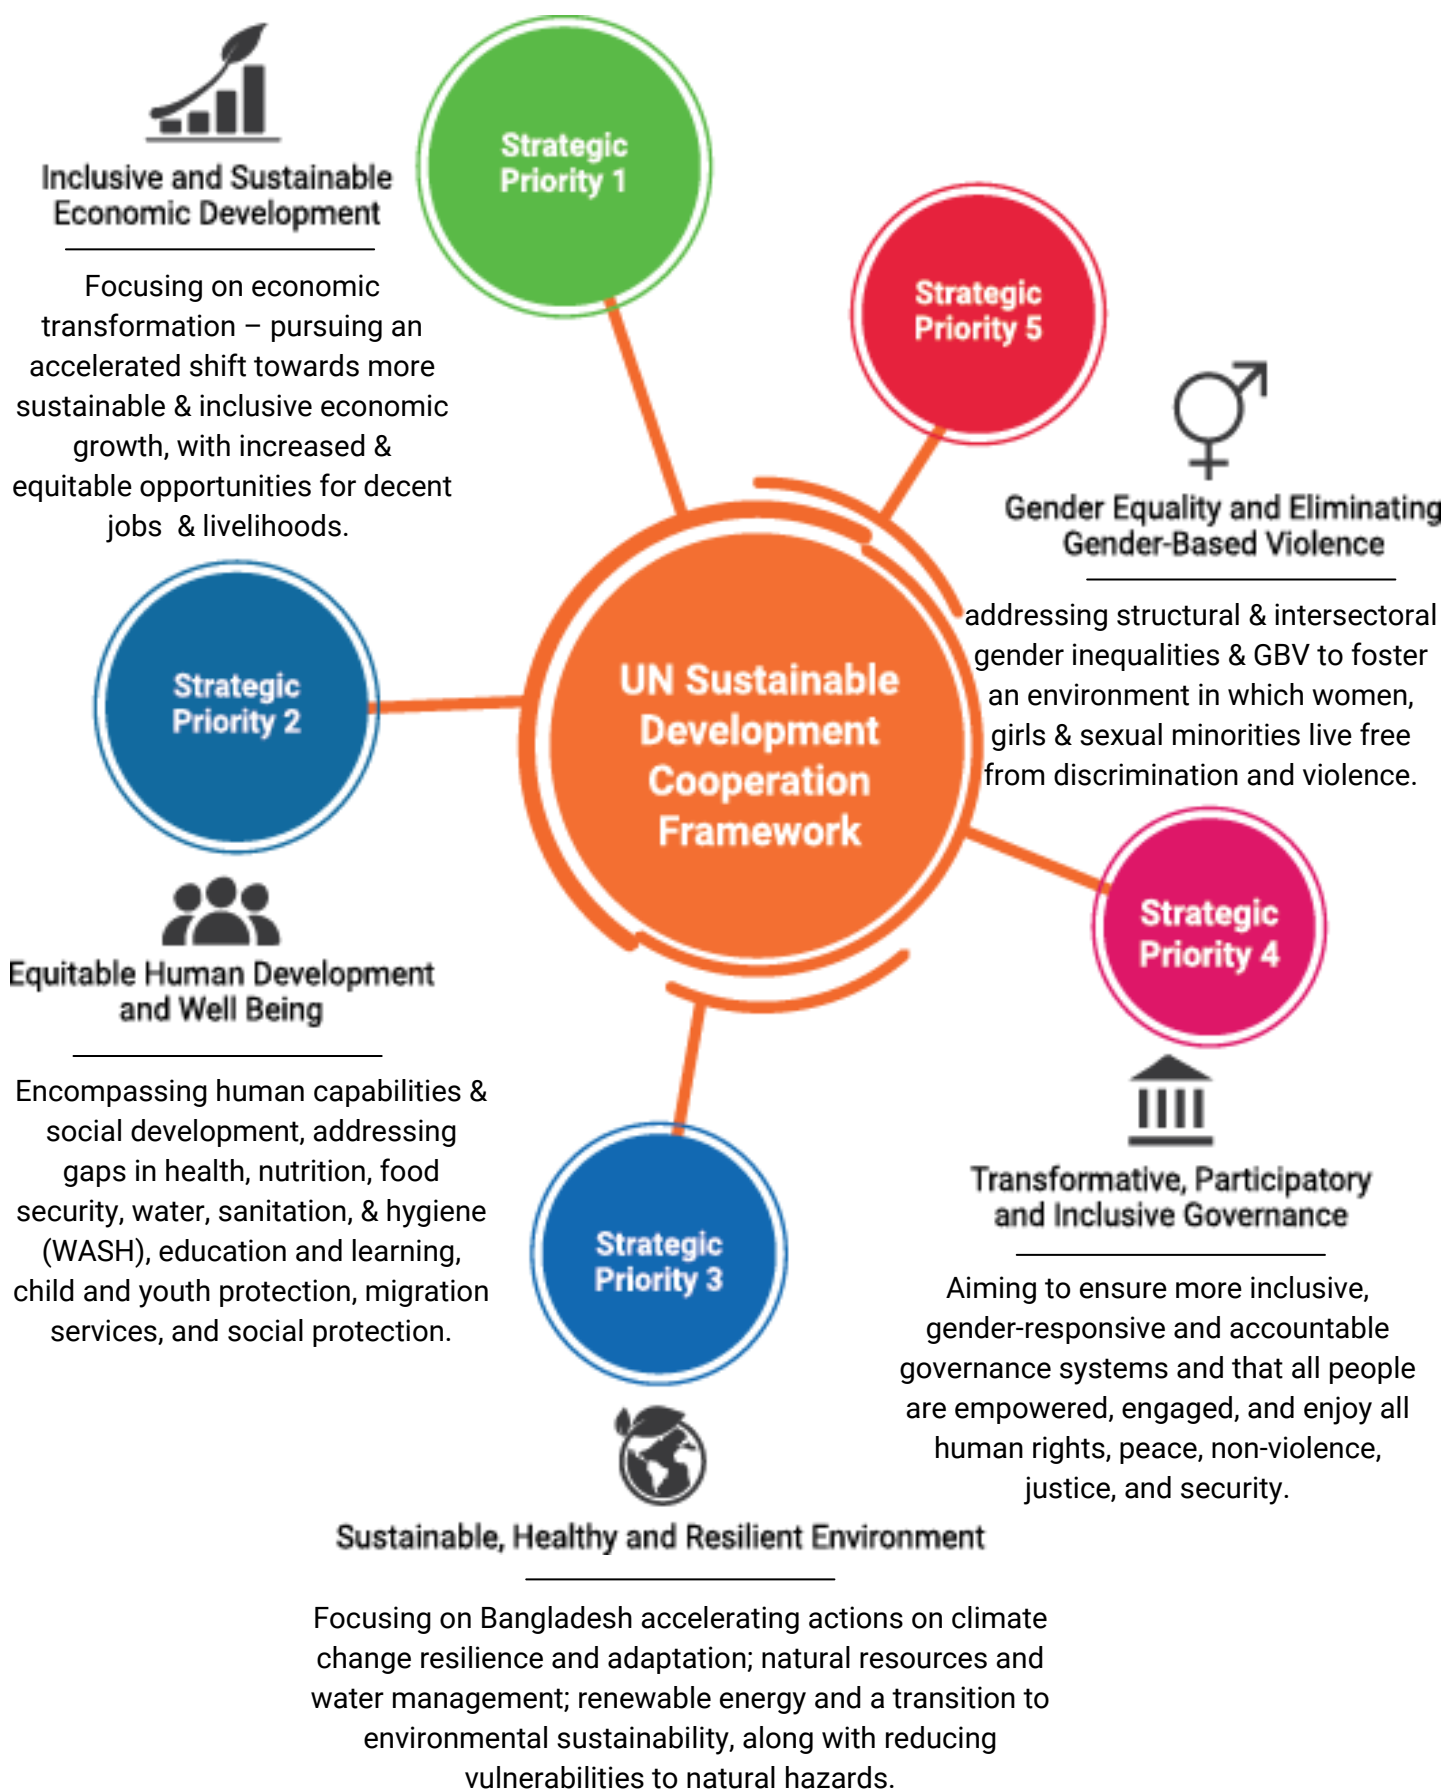 Strategic
Priority 1
Inclusive and Sustainable
Economic Development
Focusing on economic
transformation – pursuing an
accelerated shift towards more
sustainable & inclusive economic
growth, with increased &
equitable opportunities for decent
jobs  & livelihoods.
Strategic
Priority 5
Gender Equality and Eliminating
Gender-Based Violence
addressing structural & intersectoral
gender inequalities & GBV to foster
an environment in which women,
girls & sexual minorities live free
from discrimination and violence.
UN Sustainable
Development
Cooperation
Framework
Strategic
Priority 2
Equitable Human Development
and Well Being
Encompassing human capabilities &
social development, addressing
gaps in health, nutrition, food
security, water, sanitation, & hygiene
(WASH), education and learning,
child and youth protection, migration
services, and social protection.
Strategic
Priority 4
Transformative, Participatory
and Inclusive Governance
Aiming to ensure more inclusive,
gender-responsive and accountable
governance systems and that all people
are empowered, engaged, and enjoy all
human rights, peace, non-violence,
justice, and security.
Strategic
Priority 3
Sustainable, Healthy and Resilient Environment
Focusing on Bangladesh accelerating actions on climate
change resilience and adaptation; natural resources and
water management; renewable energy and a transition to
environmental sustainability, along with reducing
vulnerabilities to natural hazards.